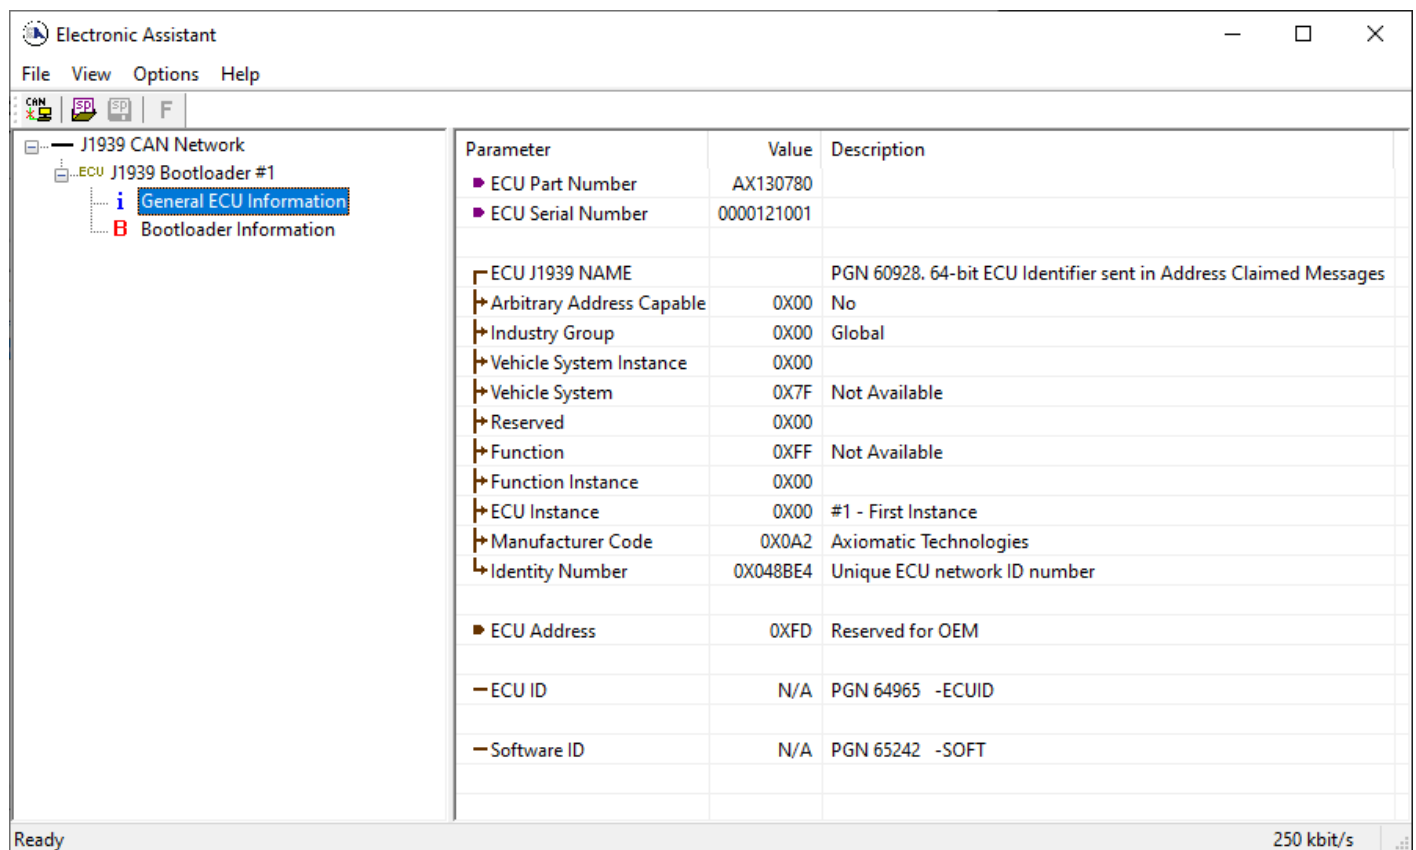 Electronic Assistant
File View Options Help
CAN SP SP F
J1939 CAN Network
ECU J1939 Bootloader #1
i General ECU Information
B Bootloader Information
Parameter Value Description
ECU Part Number AX130780
ECU Serial Number 0000121001
ECU J1939 NAME PGN 60928. 64-bit ECU Identifier sent in Address Claimed Messages
Arbitrary Address Capable 0X00 No
Industry Group 0X00 Global
Vehicle System Instance 0X00
Vehicle System 0X7F Not Available
Reserved 0X00
Function 0XFF Not Available
Function Instance 0X00
ECU Instance 0X00 #1 - First Instance
Manufacturer Code 0X0A2 Axiomatic Technologies
Identity Number 0X048BE4 Unique ECU network ID number
ECU Address 0XFD Reserved for OEM
ECU ID N/A PGN 64965 -ECUID
Software ID N/A PGN 65242 -SOFT
Ready 250 kbit/s